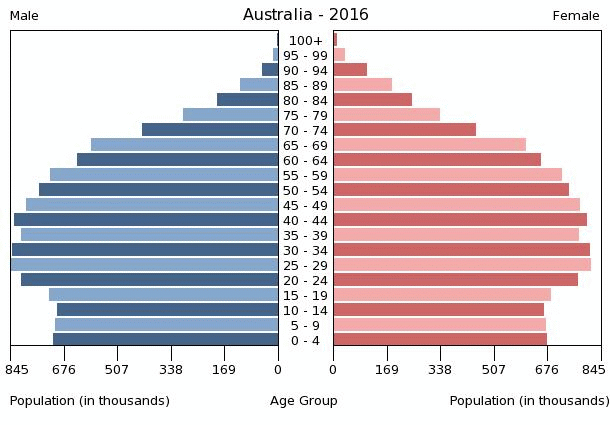 Male Australia - 2016 Female
100+
95 - 99
90 - 94
85 - 89
80 - 84
75 - 79
70 - 74
65 - 69
60 - 64
55 - 59
50 - 54
45 - 49
40 - 44
35 - 39
30 - 34
25 - 29
20 - 24
15 - 19
10 - 14
5 - 9
0 - 4
845 676 507 338 169 0 0 169 338 507 676 845
Population (in thousands) Age Group Population (in thousands)